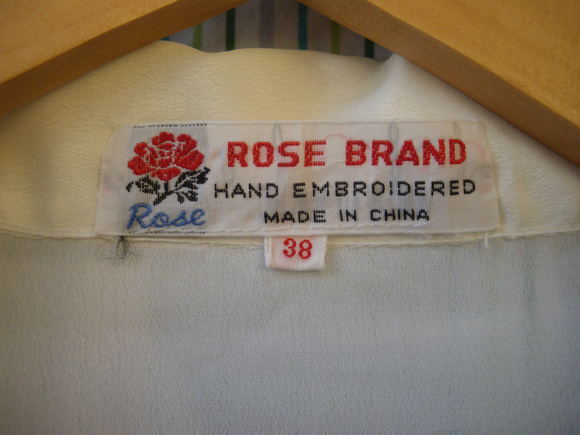 ROSE BRAND
HAND EMBROIDERED
Rose
MADE IN CHINA
38